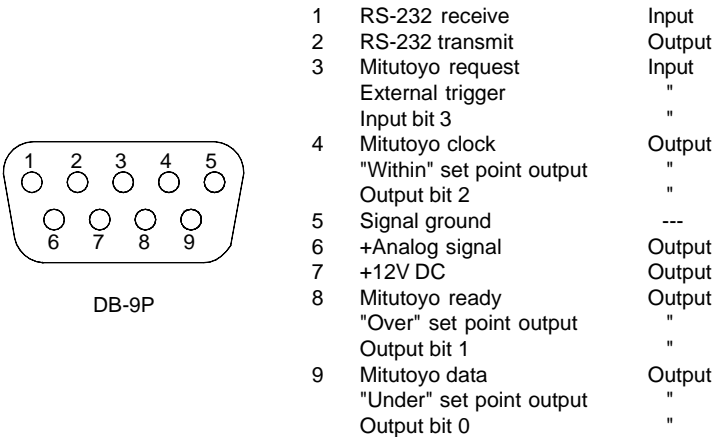 1 RS-232 receive Input
2 RS-232 transmit Output
3 Mitutoyo request Input
External trigger "
Input bit 3 "
4 Mitutoyo clock Output
"Within" set point output "
Output bit 2 "
5 Signal ground ---
6 +Analog signal Output
7 +12V DC Output
8 Mitutoyo ready Output
"Over" set point output "
Output bit 1 "
9 Mitutoyo data Output
"Under" set point output "
Output bit 0 "
1 2 3 4 5
6 7 8 9
DB-9P